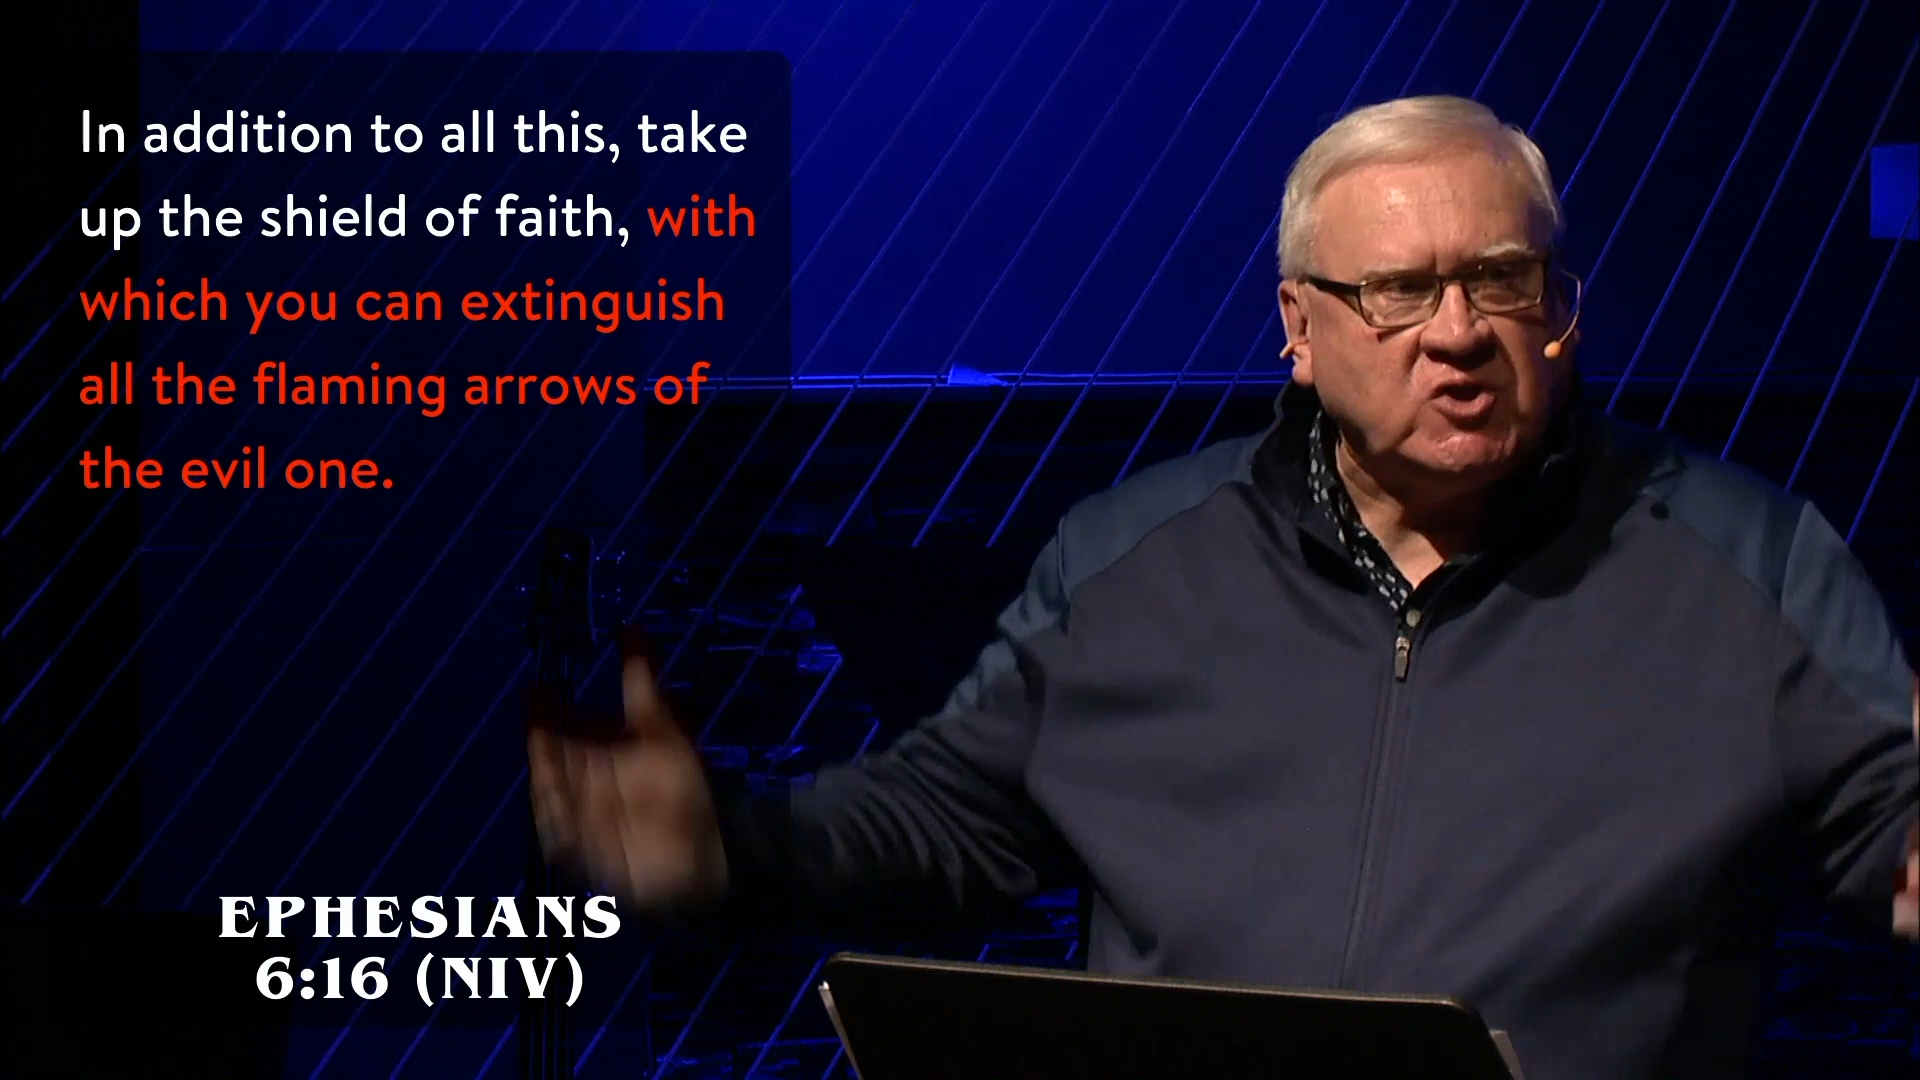 In addition to all this, take
up the shield of faith, with
which you can extinguish
all the flaming arrows of
the evil one.
EPHESIANS
6:16 (NIV)